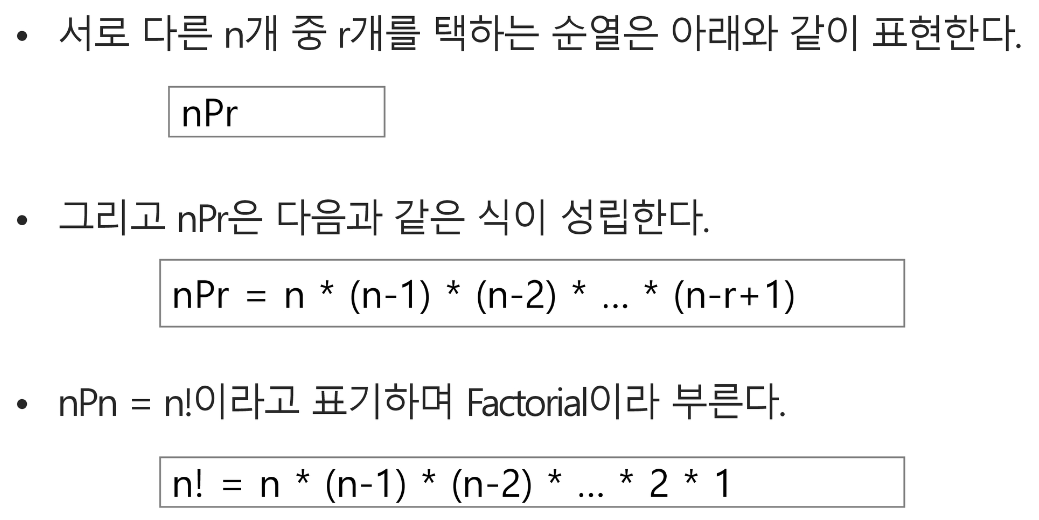 • 서로 다른 n개 중 r개를 택하는 순열은 아래와 같이 표현한다.
nPr
• 그리고 nPr은 다음과 같은 식이 성립한다.
nPr = n * (n-1) * (n-2) * ... * (n-r+1)
• nPn = n!이라고 표기하며 Factorial이라 부른다.
n! = n * (n-1) * (n-2) * ... * 2 * 1